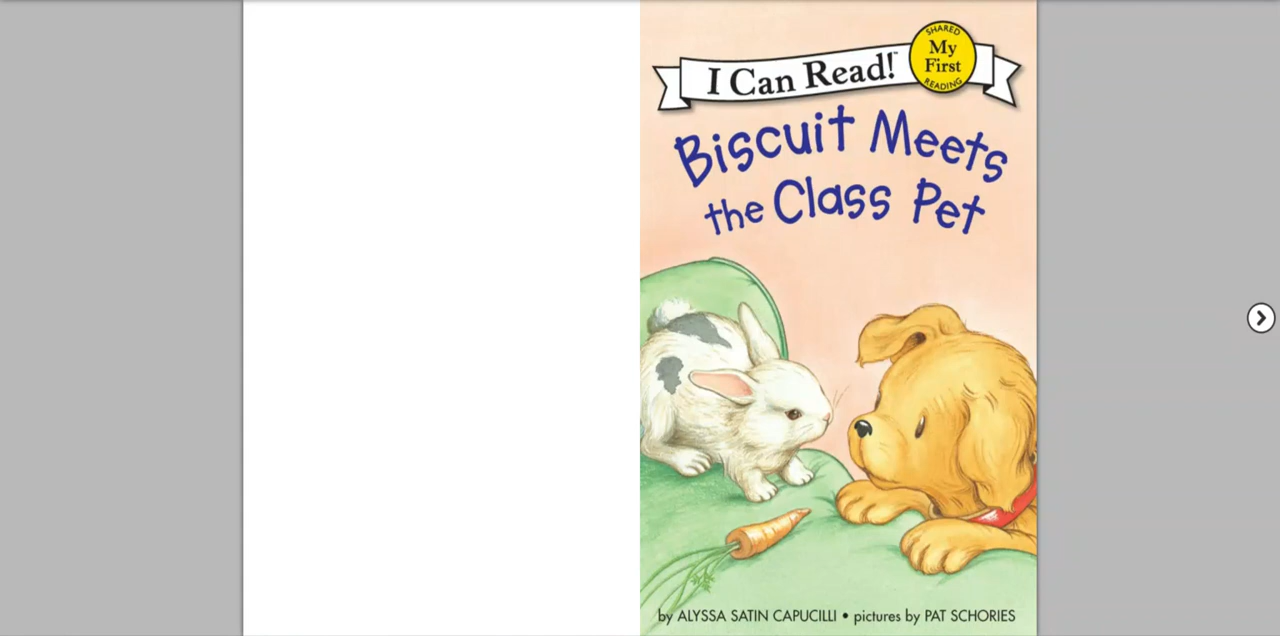 SHARED
My
First
READING
I Can Read!™
Biscuit Meets
the Class Pet
by ALYSSA SATIN CAPUCILLI • pictures by PAT SCHORIES